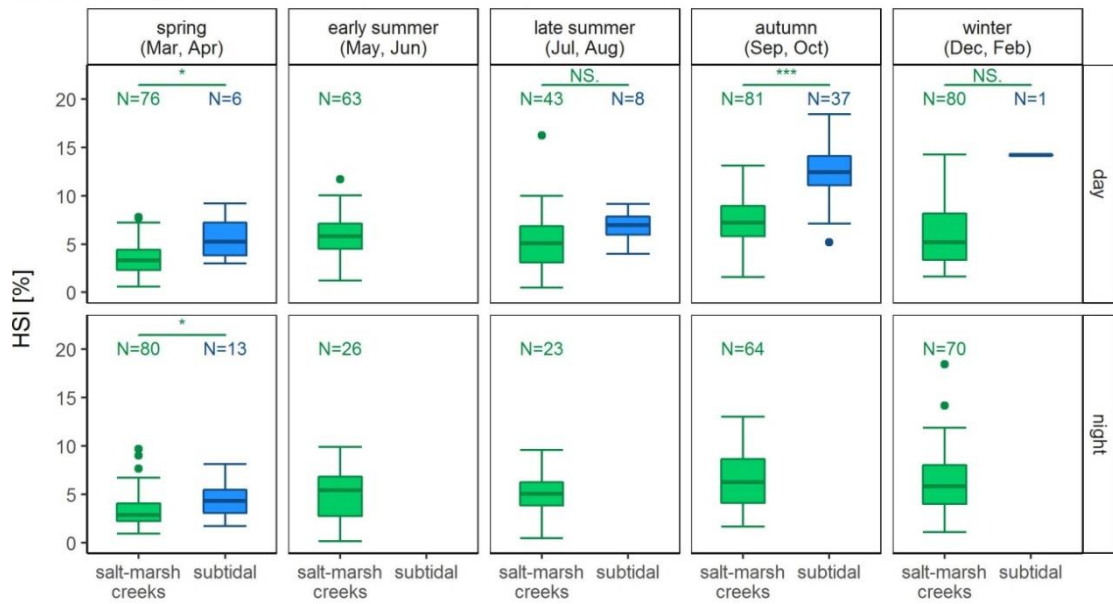 spring
(Mar, Apr)
early summer
(May, Jun)
late summer
(Jul, Aug)
autumn
(Sep, Oct)
winter
(Dec, Feb)
HSI [%]
20
15
10
5
0
*
N=76 N=6
N=63
NS.
N=43 N=8
***
N=81 N=37
NS.
N=80 N=1
day
20
15
10
5
0
*
N=80 N=13
N=26
N=23
N=64
N=70
night
salt-marsh
creeks
subtidal
salt-marsh
creeks
subtidal
salt-marsh
creeks
subtidal
salt-marsh
creeks
subtidal
salt-marsh
creeks
subtidal